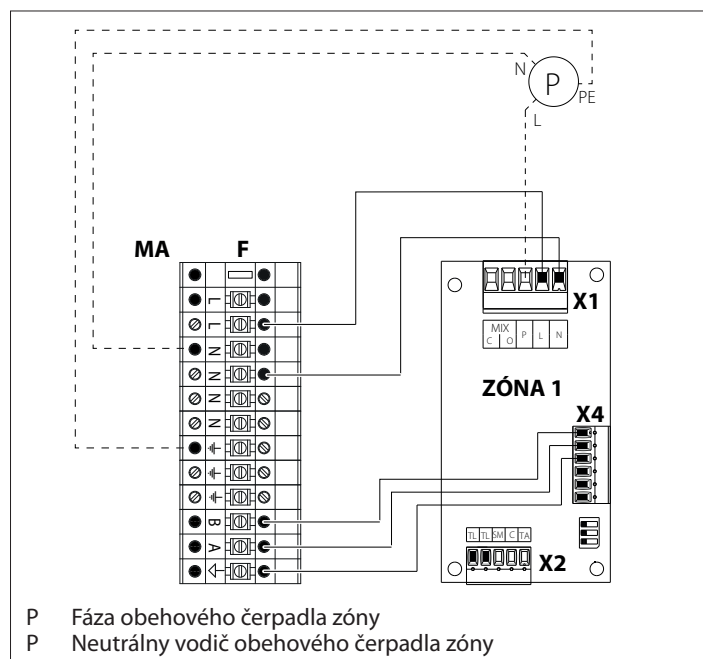 N
P
PE
L
MA F
L
L
N
N
N
N
B
A
X1
MIX
C O P L N
ZÓNA 1
X4
TL TL SM C TA
X2
P Fáza obehového čerpadla zóny
P Neutrálny vodič obehového čerpadla zóny